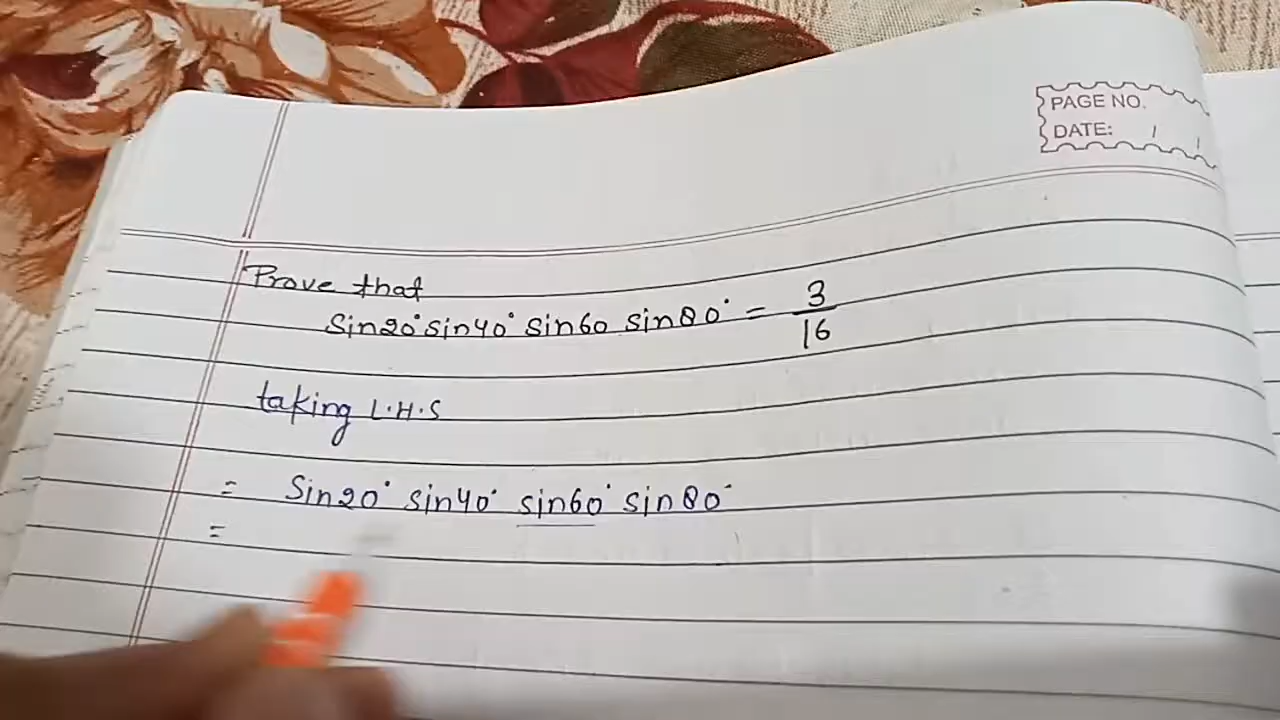 PAGE NO.
DATE: / /
Prove that
sin20° sin40° sin60 sin80° = 3/16
taking L.H.S
= Sin20° sin40° sin60° sin80°
=